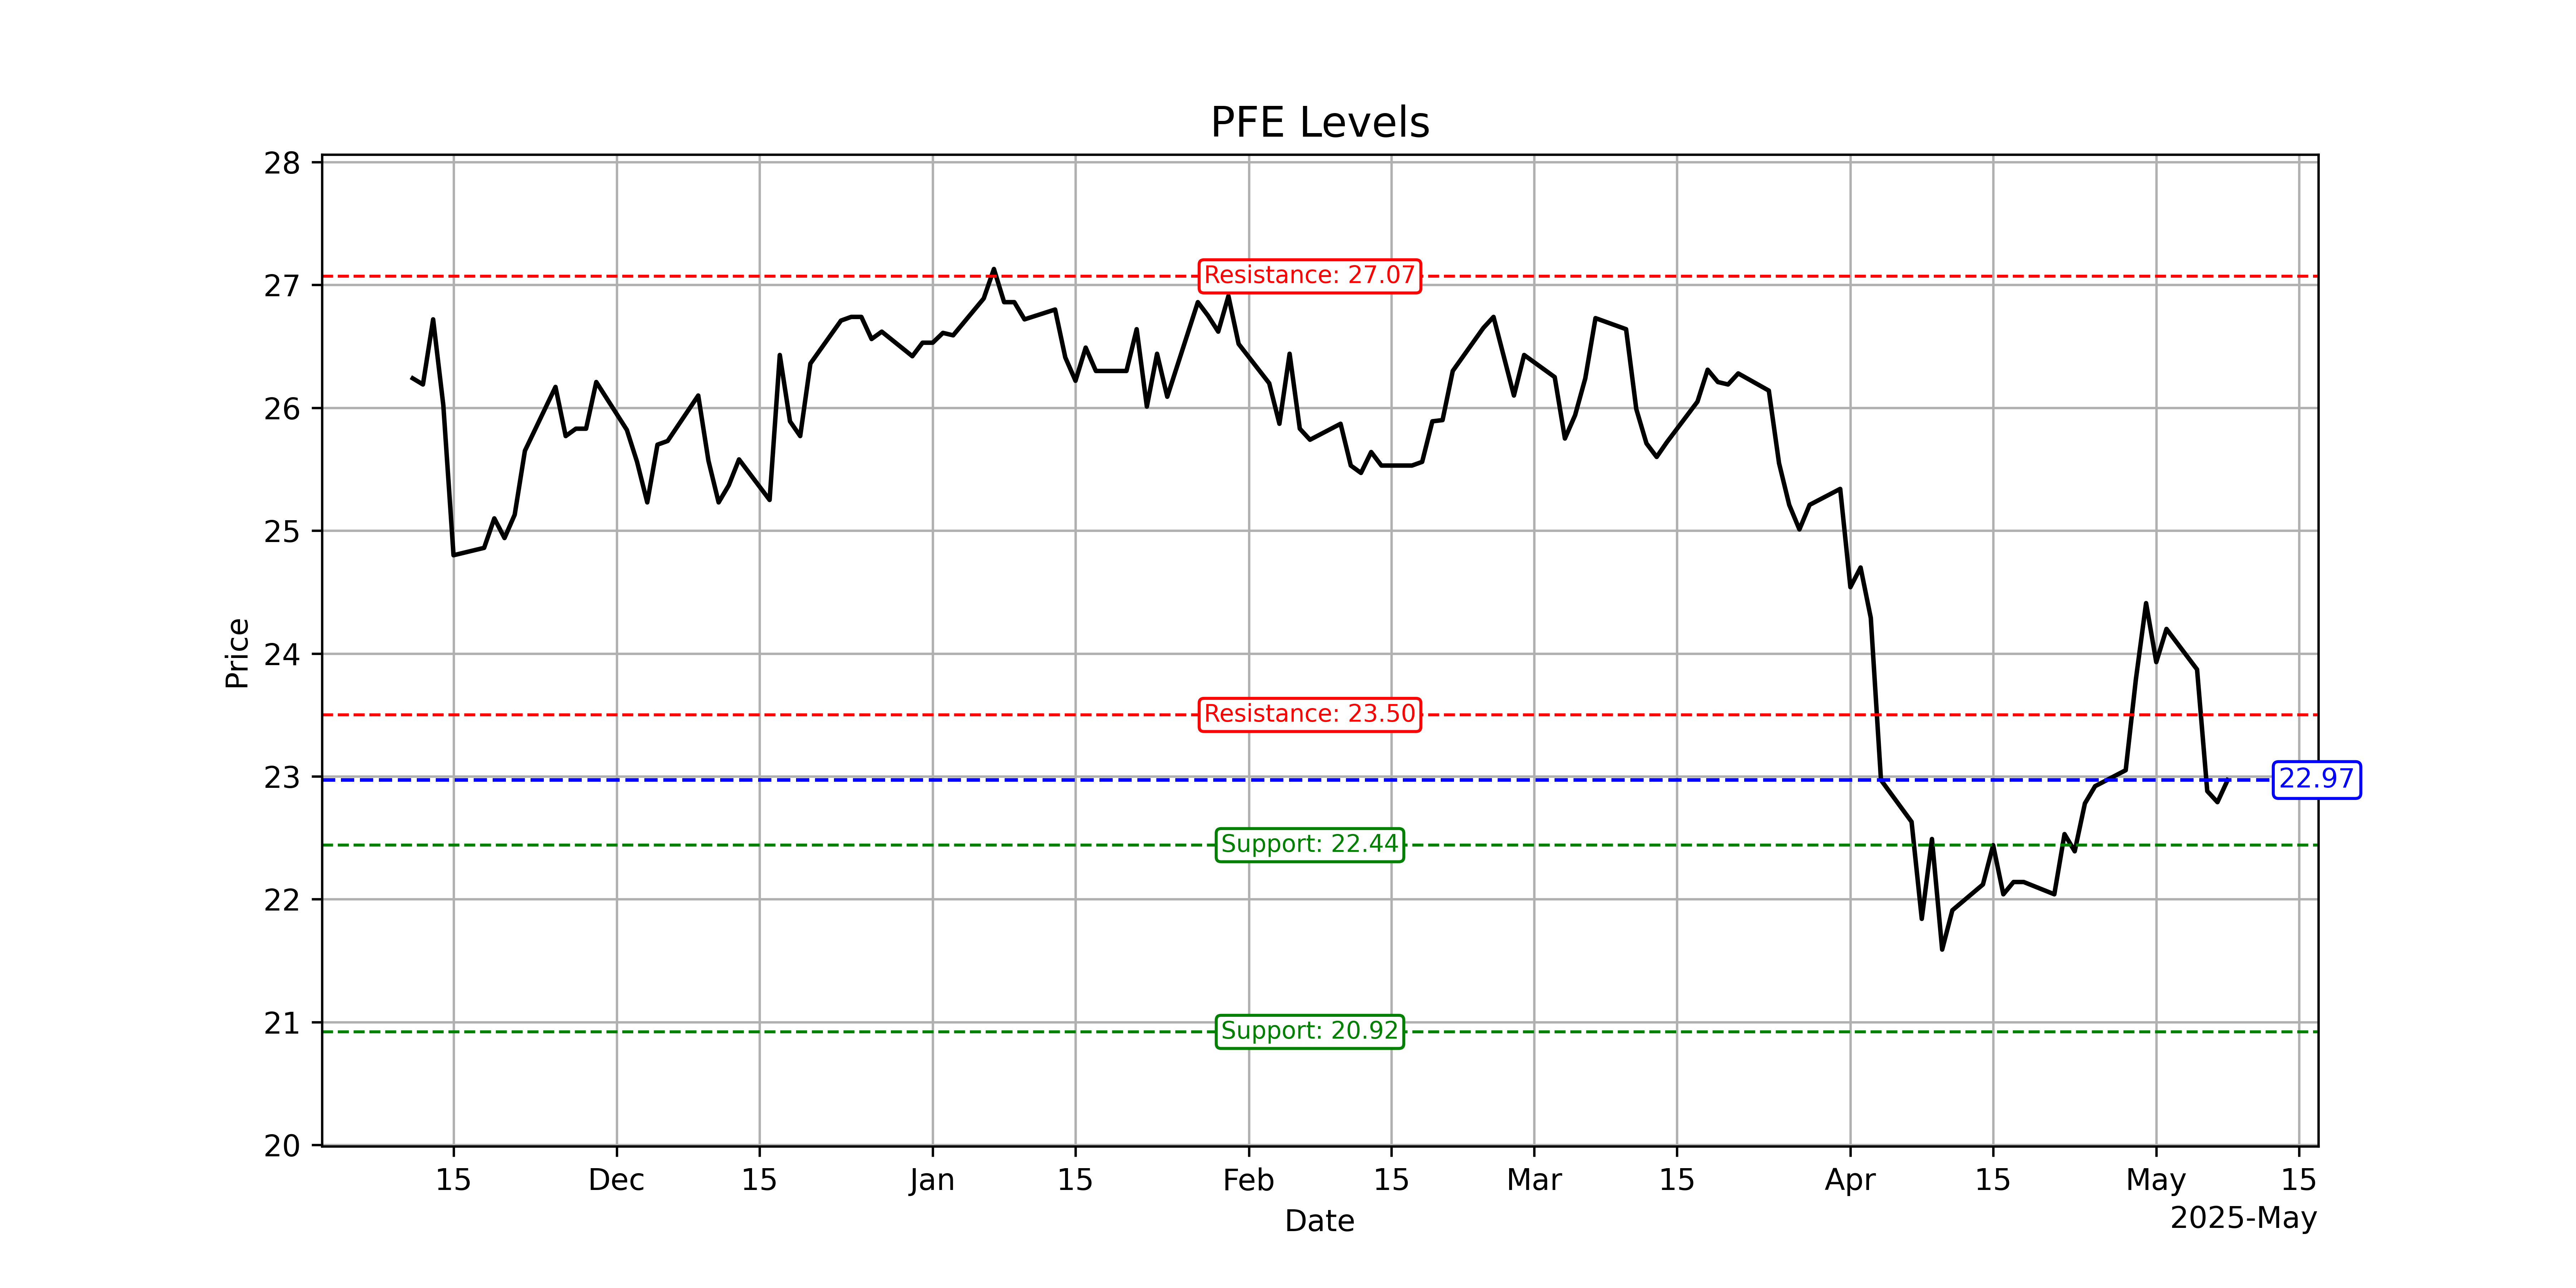 PFE Levels
28
27
26
25
24
23
22
21
20
Price
Resistance: 27.07
Resistance: 23.50
22.97
Support: 22.44
Support: 20.92
15 Dec 15 Jan 15 Feb 15 Mar 15 Apr 15 May 15
Date
2025-May